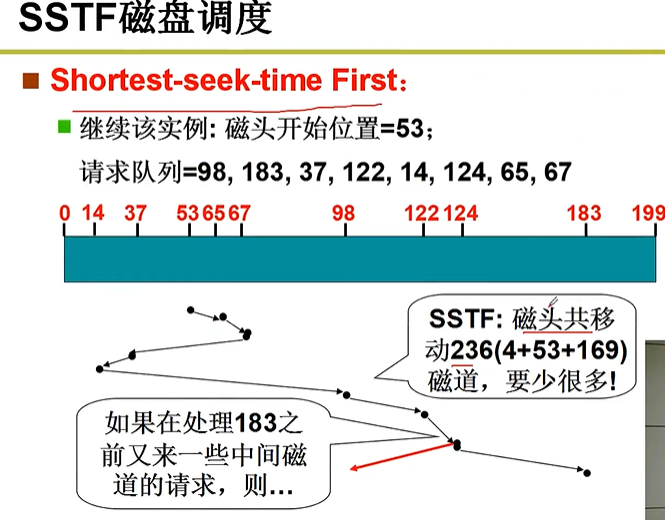 SSTF磁盘调度
Shortest-seek-time First：
继续该实例: 磁头开始位置=53；
请求队列=98, 183, 37, 122, 14, 124, 65, 67
0 14 37 53 65 67 98 122 124 183 199
SSTF: 磁头共移
动236(4+53+169)
磁道，要少很多!
如果在处理183之
前又来一些中间磁
道的请求，则…